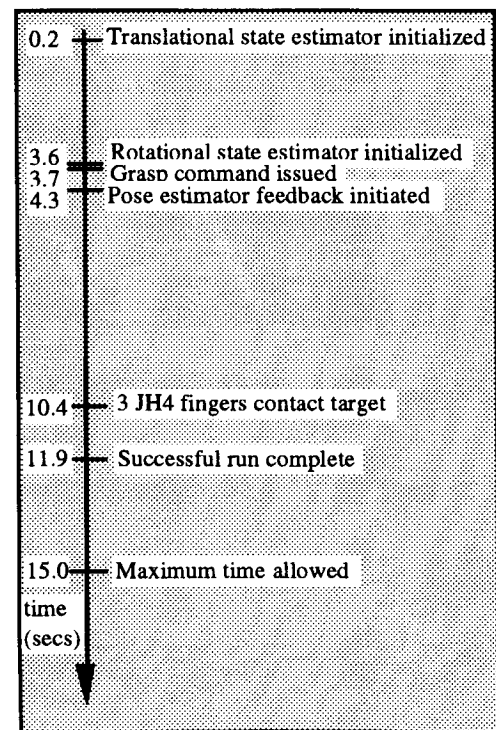 0.2 Translational state estimator initialized
3.6 Rotational state estimator initialized
3.7 Grasp command issued
4.3 Pose estimator feedback initiated
10.4 3 JH4 fingers contact target
11.9 Successful run complete
15.0 Maximum time allowed
time
(secs)